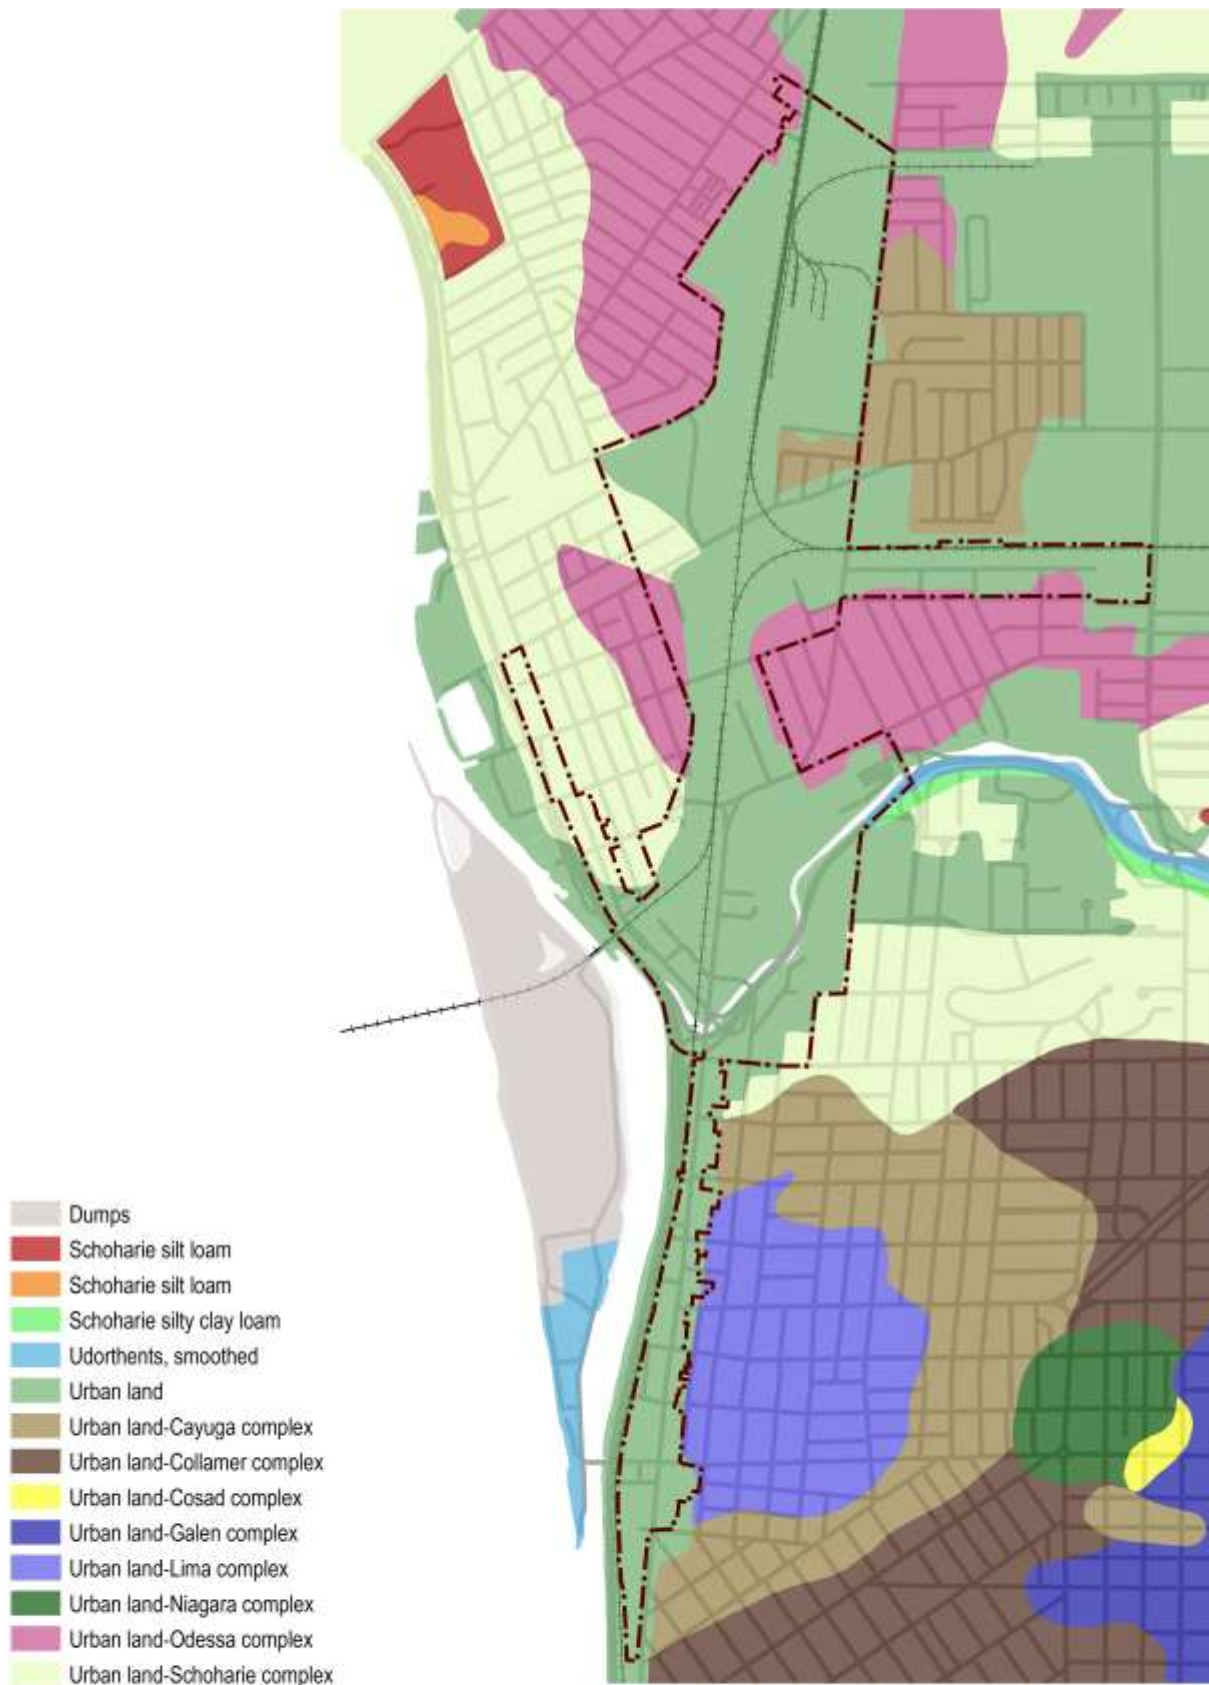 Dumps
Schoharie silt loam
Schoharie silt loam
Schoharie silty clay loam
Udorthents, smoothed
Urban land
Urban land-Cayuga complex
Urban land-Collamer complex
Urban land-Cosad complex
Urban land-Galen complex
Urban land-Lima complex
Urban land-Niagara complex
Urban land-Odessa complex
Urban land-Schoharie complex